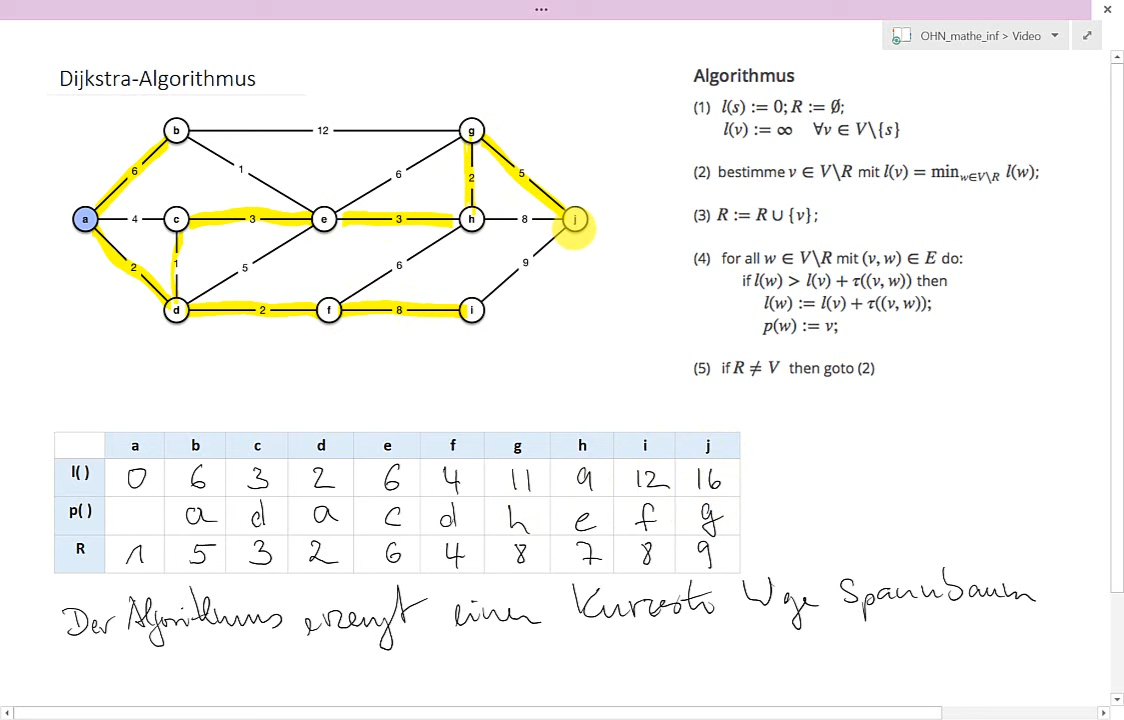 ...
OHN_mathe_inf > Video
Dijkstra-Algorithmus
b 12 g
6 1 6 2 5
a 4 c 3 e 3 h 8 j
2 1 5 6 9
d 2 f 8 i
Algorithmus
(1) l(s) := 0; R := ∅;
l(v) := ∞ ∀v ∈ V\{s}
(2) bestimme v ∈ V\R mit l(v) = min_{w∈V\R} l(w);
(3) R := R ∪ {v};
(4) for all w ∈ V\R mit (v, w) ∈ E do:
if l(w) > l(v) + τ((v, w)) then
l(w) := l(v) + τ((v, w));
p(w) := v;
(5) if R ≠ V then goto (2)
a b c d e f g h i j
l( ) 0 6 3 2 6 4 11 9 12 16
p( ) a d a c d h e f g
R 1 5 3 2 6 4 8 7 8 9
Der Algorithmus erzeugt einen Kürzeste Wege Spannbaum